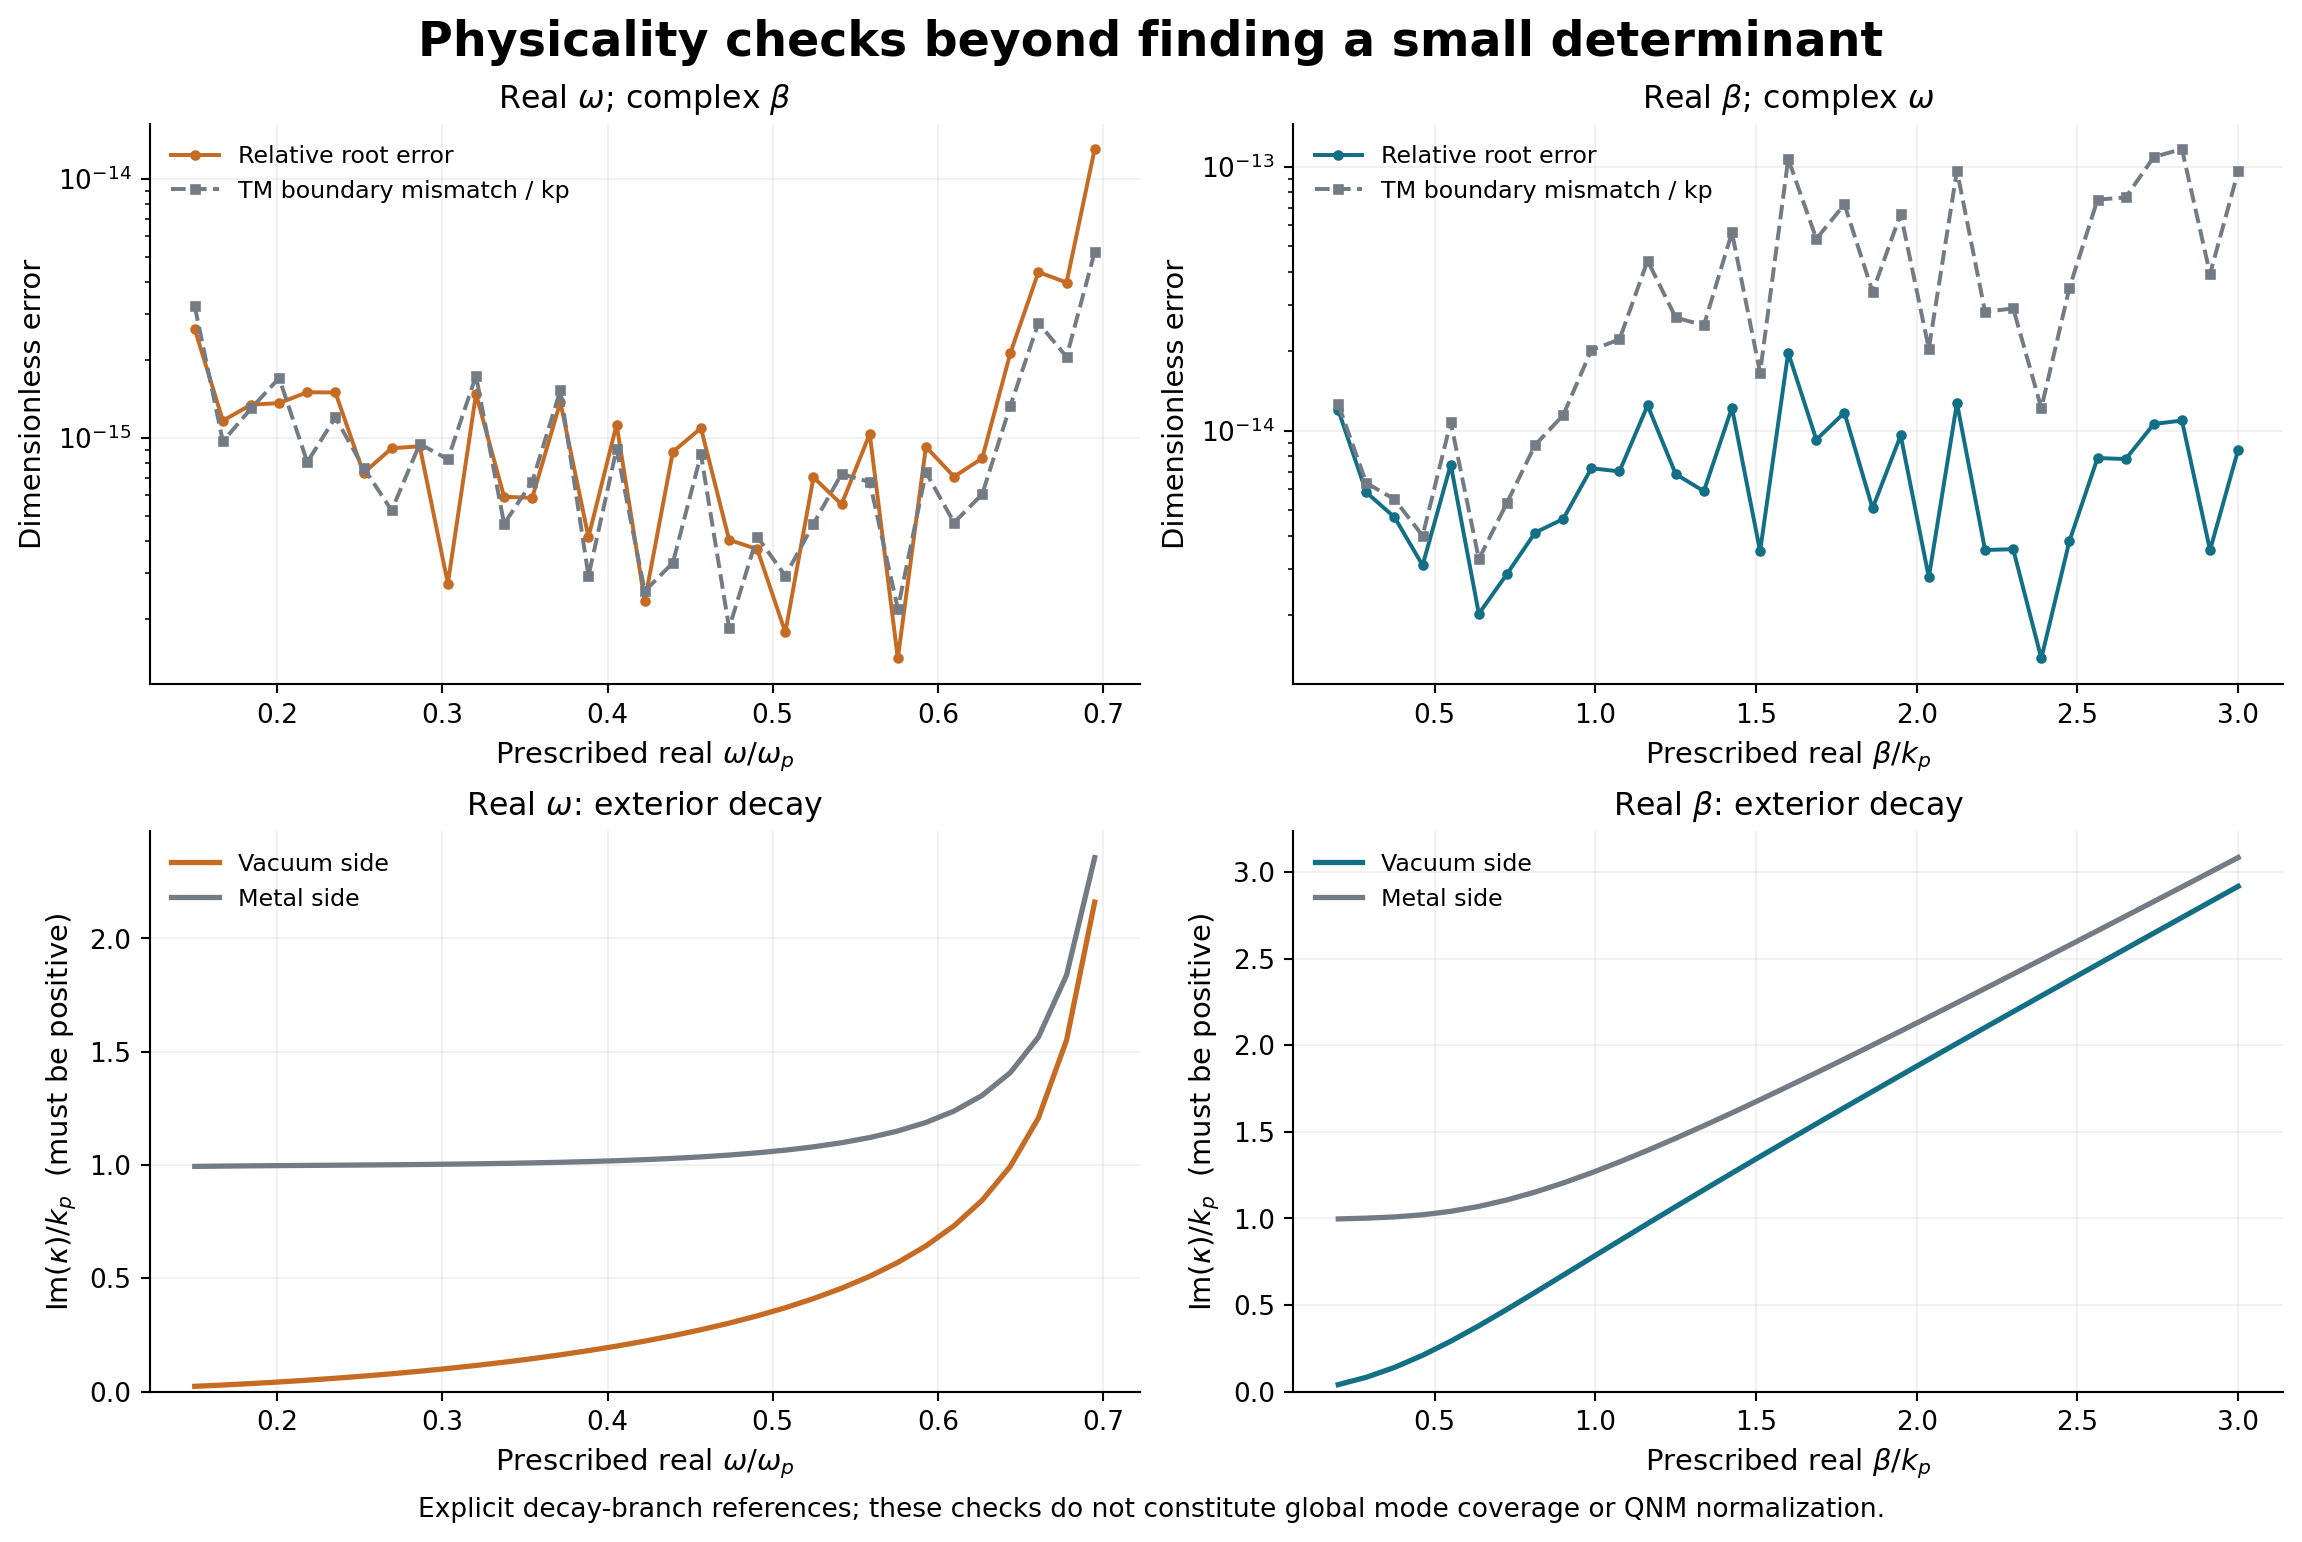 Physicality checks beyond finding a small determinant
Real ω; complex β
Relative root error
TM boundary mismatch / kp
10⁻¹⁴
10⁻¹⁵
Dimensionless error
0.2 0.3 0.4 0.5 0.6 0.7
Prescribed real ω/ωₚ
Real β; complex ω
Relative root error
TM boundary mismatch / kp
10⁻¹³
10⁻¹⁴
Dimensionless error
0.5 1.0 1.5 2.0 2.5 3.0
Prescribed real β/kₚ
Real ω: exterior decay
Vacuum side
Metal side
2.0
1.5
1.0
0.5
0.0
Im(κ)/kₚ (must be positive)
0.2 0.3 0.4 0.5 0.6 0.7
Prescribed real ω/ωₚ
Real β: exterior decay
Vacuum side
Metal side
3.0
2.5
2.0
1.5
1.0
0.5
0.0
Im(κ)/kₚ (must be positive)
0.5 1.0 1.5 2.0 2.5 3.0
Prescribed real β/kₚ
Explicit decay-branch references; these checks do not constitute global mode coverage or QNM normalization.